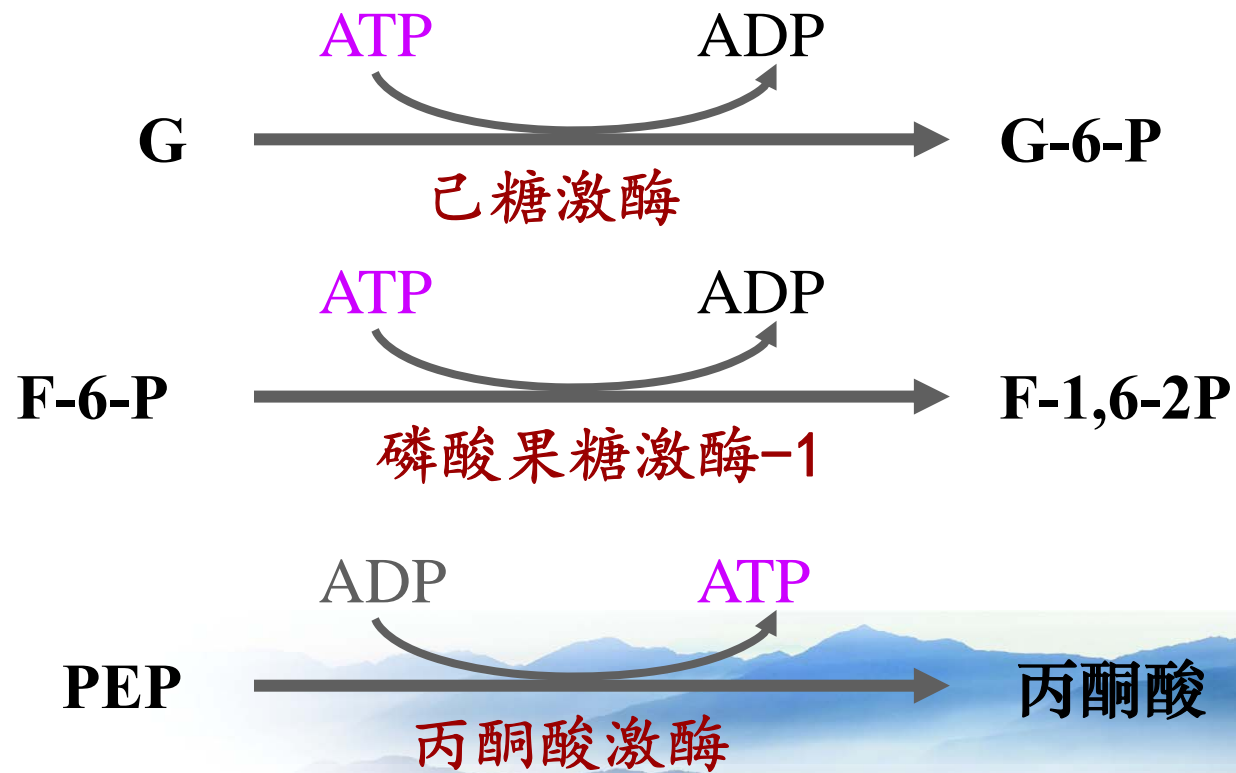 ATP ADP
G G-6-P
己糖激酶
ATP ADP
F-6-P F-1,6-2P
磷酸果糖激酶-1
ADP ATP
PEP 丙酮酸
丙酮酸激酶